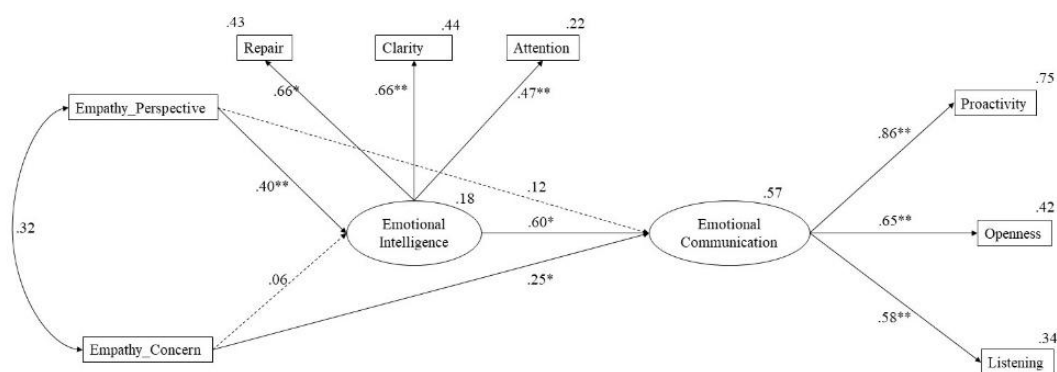 .43
.44
.22
Repair
Clarity
Attention
.75
.66*
.66**
.47**
Empathy_Perspective
Proactivity
.86**
.12
.40**
.18
.57
.42
Emotional
Intelligence
.60*
Emotional
Communication
.65**
Openness
.32
.06
.25*
.58**
.34
Empathy_Concern
Listening